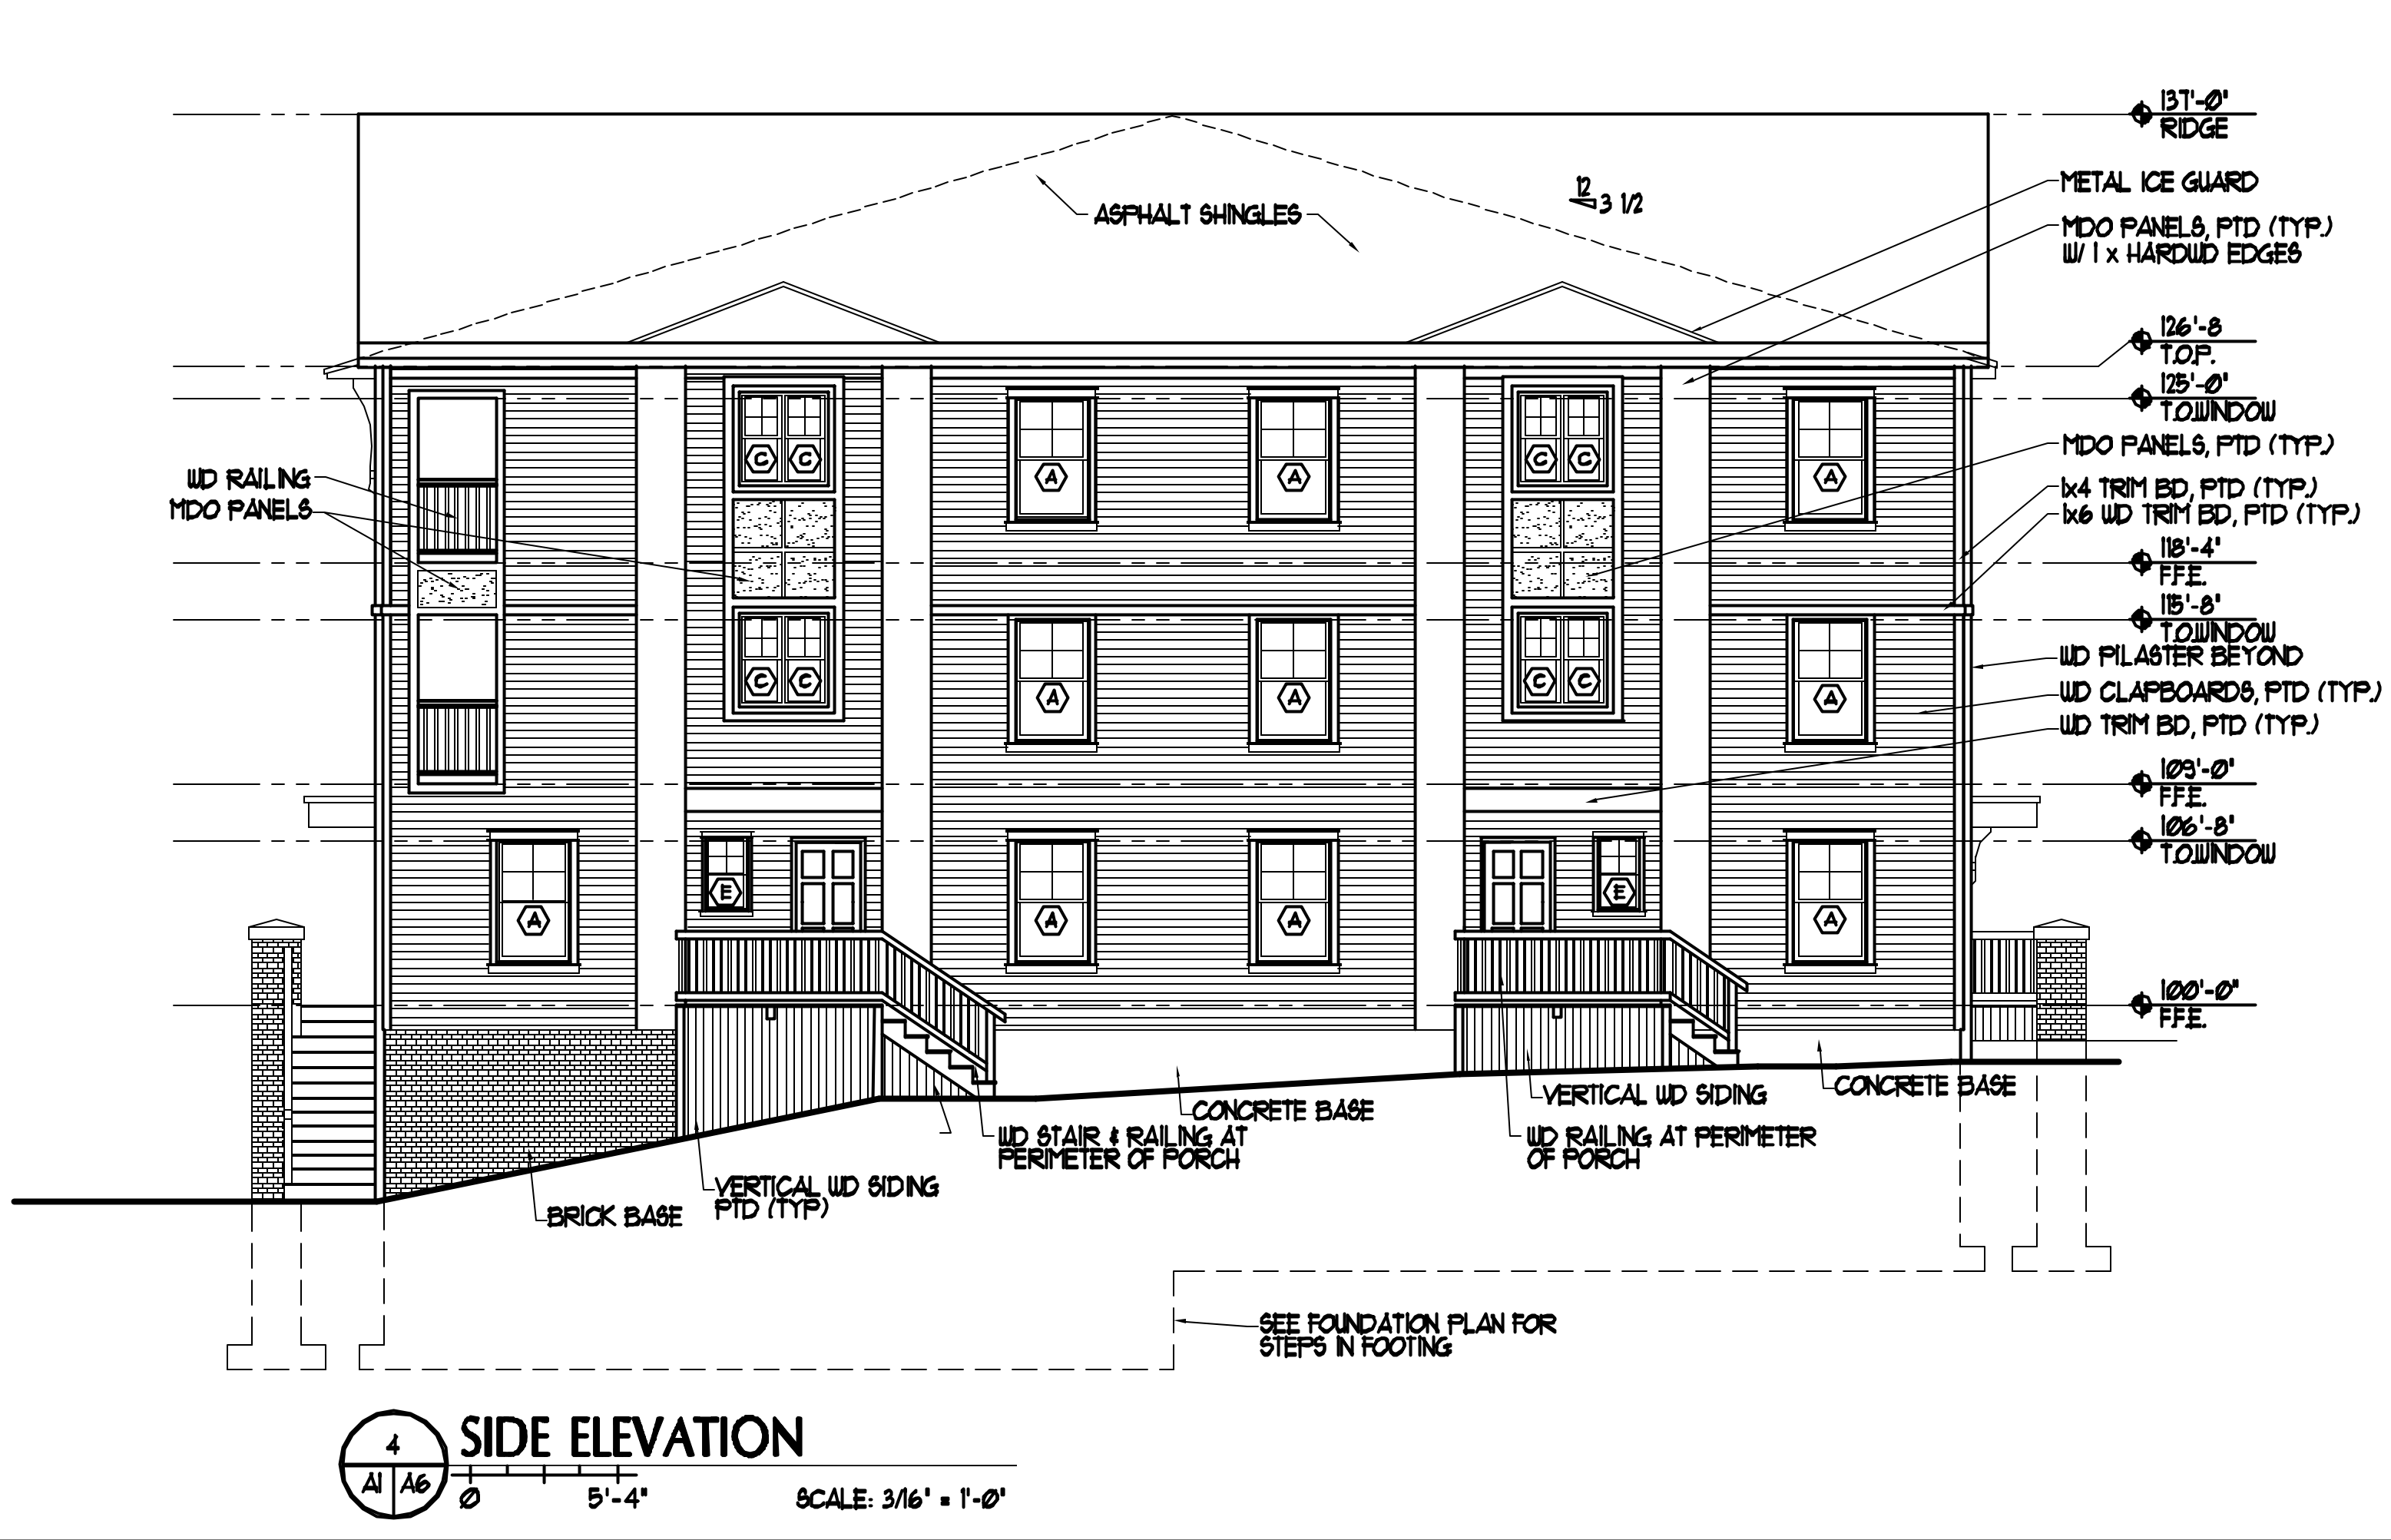 137'-0"
RIDGE
METAL ICE GUARD
12
3 1/2
ASPHALT SHINGLES
MDO PANELS, PTD (TYP.)
W/ 1 x HARDWD EDGES
126'-8
T.O.P.
125'-0"
T.O.WINDOW
MDO PANELS, PTD (TYP.)
C C
C C
A A A
WD RAILING
MDO PANELS
1x4 TRIM BD, PTD (TYP.)
1x6 WD TRIM BD, PTD (TYP.)
118'-4"
F.F.E.
115'-8"
T.O.WINDOW
WD PILASTER BEYOND
C C
C C
A A A
WD CLAPBOARDS, PTD (TYP.)
WD TRIM BD, PTD (TYP.)
109'-0"
F.F.E.
106'-8"
T.O.WINDOW
E E
A A A A
100'-0"
F.F.E.
CONCRETE BASE
VERTICAL WD SIDING
CONCRETE BASE
WD STAIR & RAILING AT
PERIMETER OF PORCH
WD RAILING AT PERIMETER
OF PORCH
VERTICAL WD SIDING
PTD (TYP)
BRICK BASE
SEE FOUNDATION PLAN FOR
STEPS IN FOOTING
4
A1 A6
SIDE ELEVATION
0 5'-4"
SCALE: 3/16" = 1'-0"